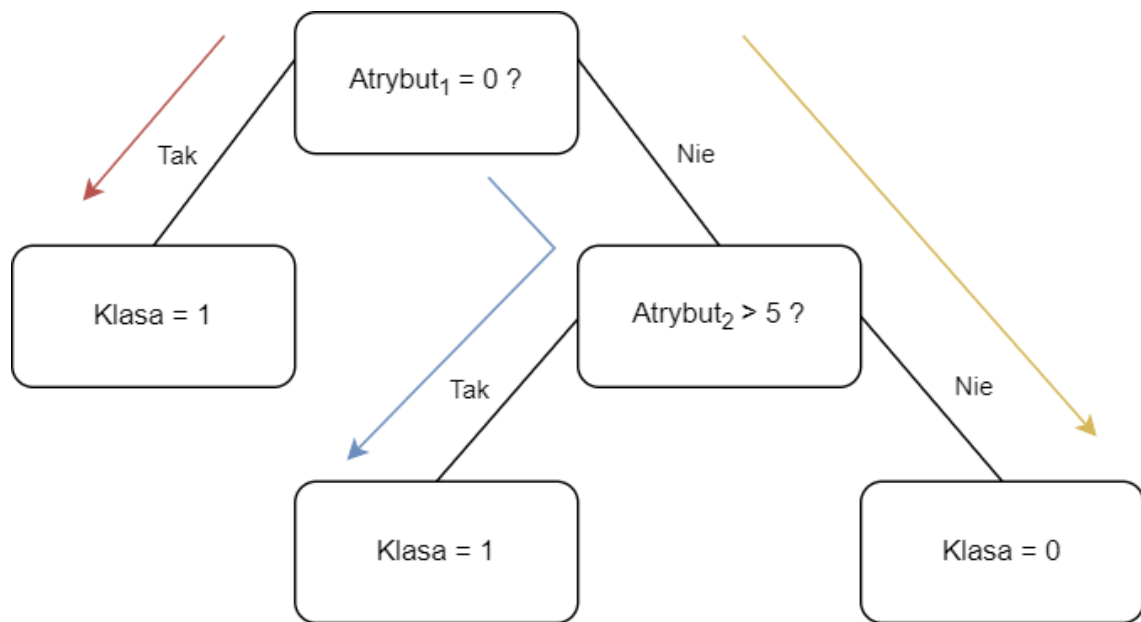 Atrybut₁ = 0 ?
Tak
Nie
Klasa = 1
Atrybut₂ > 5 ?
Tak
Nie
Klasa = 1
Klasa = 0